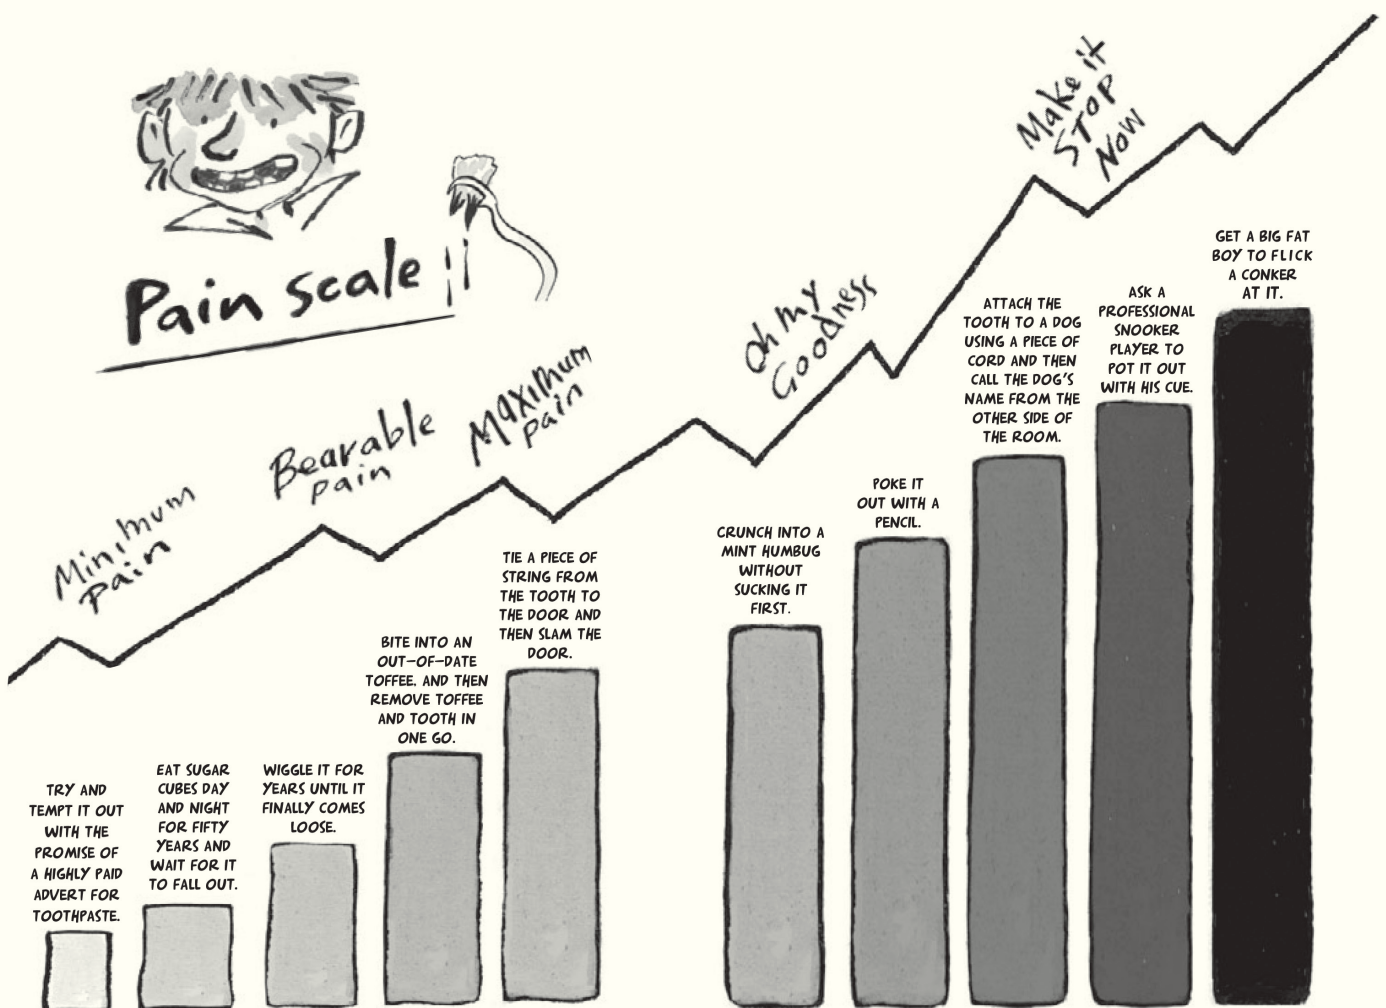 Pain scale
Minimum
pain
Bearable
pain
Maximum
pain
Oh my
Goodness
Make it
STOP
Now
TRY AND
TEMPT IT OUT
WITH THE
PROMISE OF
A HIGHLY PAID
ADVERT FOR
TOOTHPASTE.
EAT SUGAR
CUBES DAY
AND NIGHT
FOR FIFTY
YEARS AND
WAIT FOR IT
TO FALL OUT.
WIGGLE IT FOR
YEARS UNTIL IT
FINALLY COMES
LOOSE.
BITE INTO AN
OUT-OF-DATE
TOFFEE. AND THEN
REMOVE TOFFEE
AND TOOTH IN
ONE GO.
TIE A PIECE OF
STRING FROM
THE TOOTH TO
THE DOOR AND
THEN SLAM THE
DOOR.
CRUNCH INTO A
MINT HUMBUG
WITHOUT
SUCKING IT
FIRST.
POKE IT
OUT WITH A
PENCIL.
ATTACH THE
TOOTH TO A DOG
USING A PIECE OF
CORD AND THEN
CALL THE DOG'S
NAME FROM THE
OTHER SIDE OF
THE ROOM.
ASK A
PROFESSIONAL
SNOOKER
PLAYER TO
POT IT OUT
WITH HIS CUE.
GET A BIG FAT
BOY TO FLICK
A CONKER
AT IT.